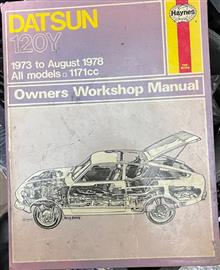 DATSUN
120Y
Haynes
1973 to August 1978
All models □ 1171cc
Owners Workshop Manual